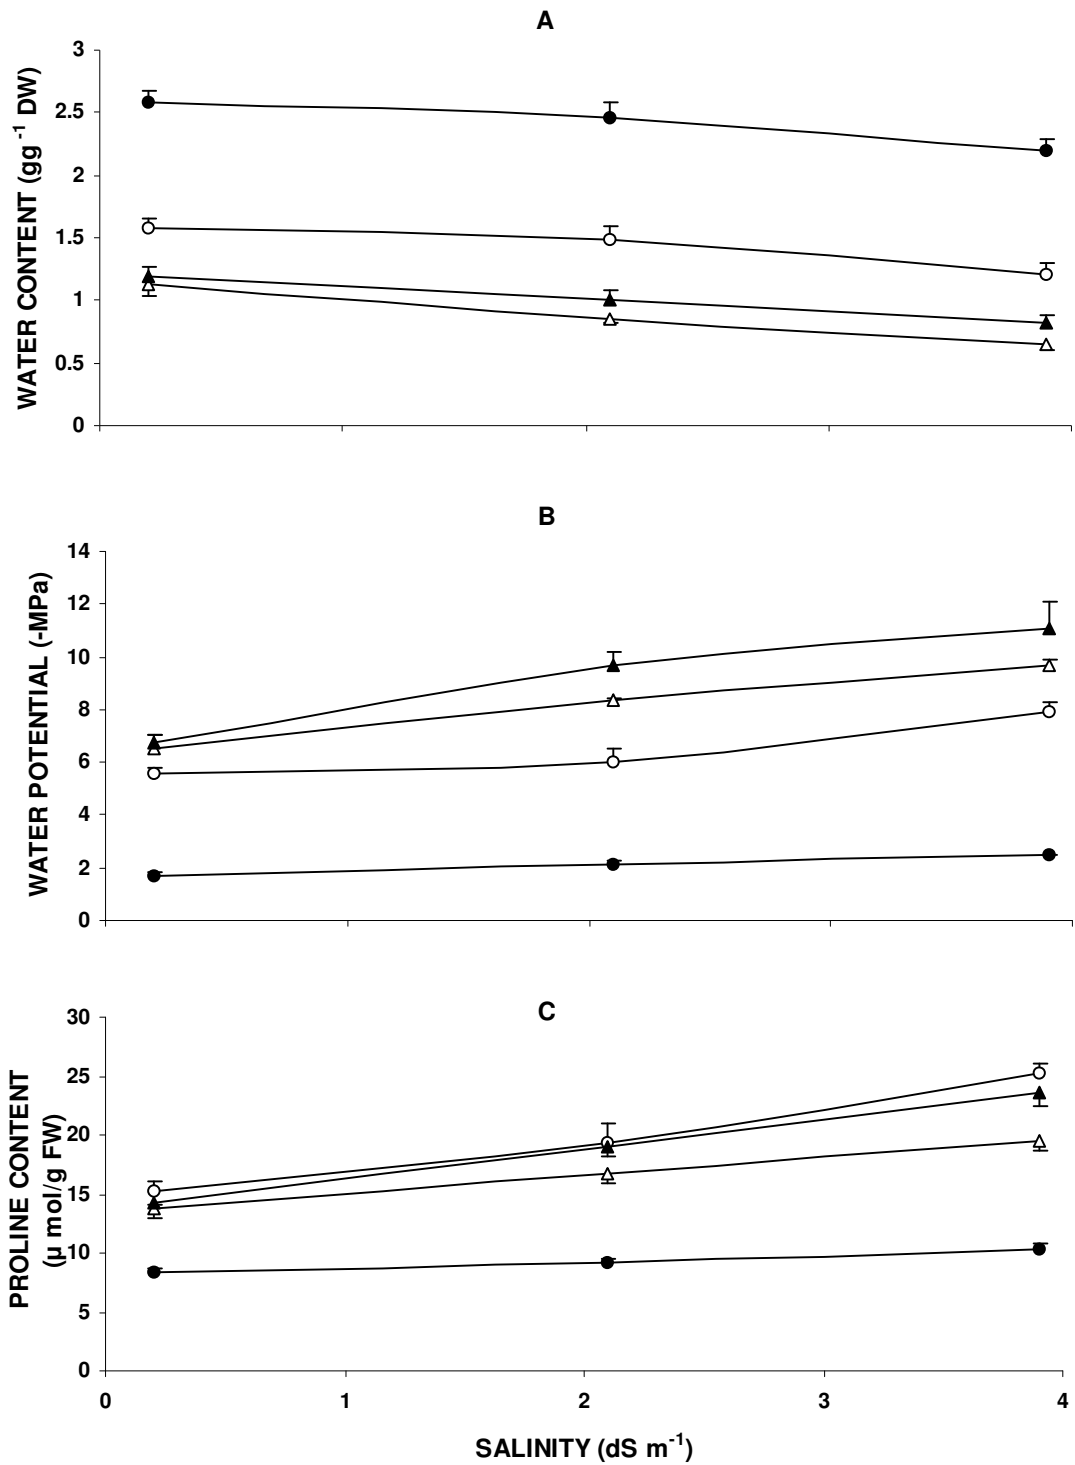 A
WATER CONTENT (gg⁻¹ DW)
3
2.5
2
1.5
1
0.5
0
B
WATER POTENTIAL (-MPa)
14
12
10
8
6
4
2
0
C
PROLINE CONTENT
(µ mol/g FW)
30
25
20
15
10
5
0
0 1 2 3 4
SALINITY (dS m⁻¹)